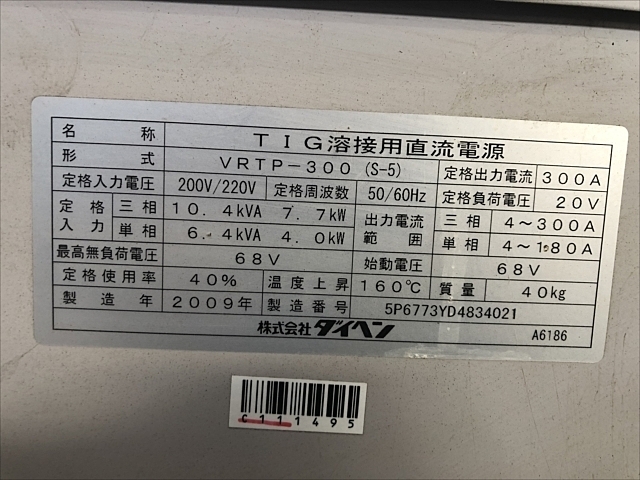 名称 TIG溶接用直流電源
形式 VRTP-300 (S-5) 定格出力電流 300A
定格入力電圧 200V/220V 定格周波数 50/60Hz 定格負荷電圧 20V
定格入力 三相 10.4kVA 7.7kW 出力電流範囲 三相 4~300A
単相 6.4kVA 4.0kW 単相 4~180A
最高無負荷電圧 68V 始動電圧 68V
定格使用率 40% 温度上昇 160℃ 質量 40kg
製造年 2009年 製造番号 5P6773YD4834021
株式会社 ダイヘン A6186
C111495